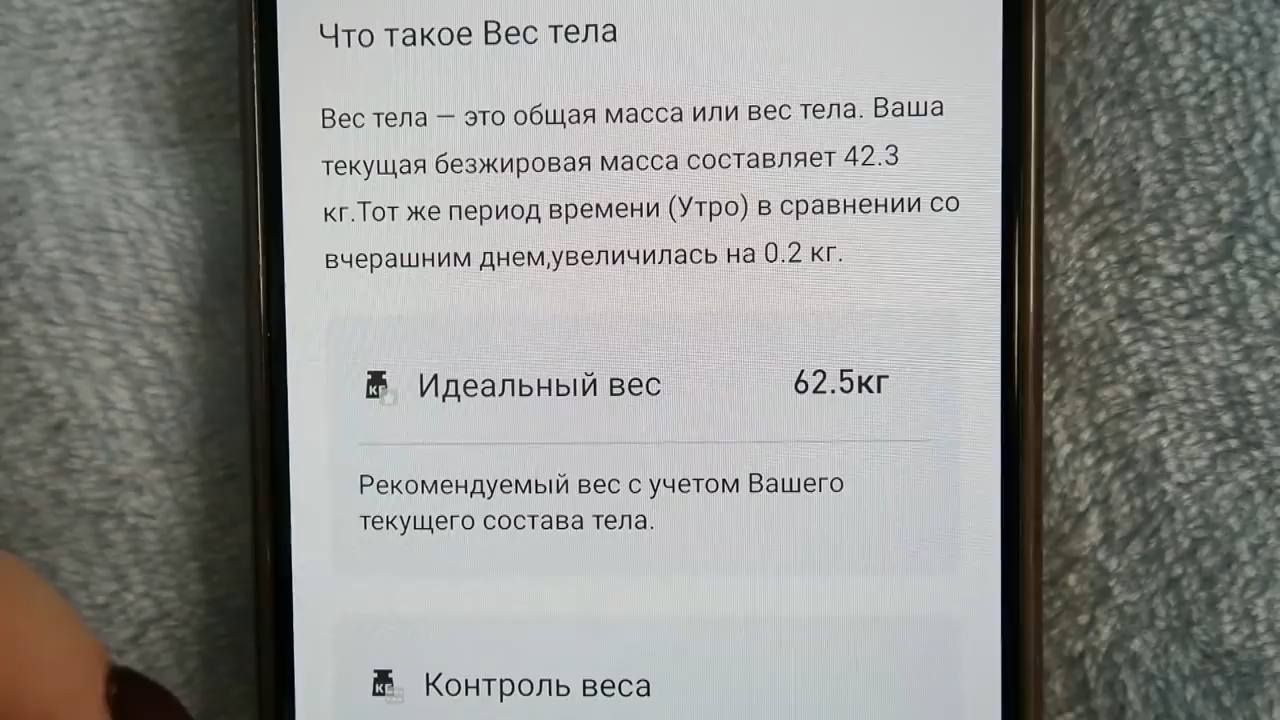 Что такое Вес тела
Вес тела — это общая масса или вес тела. Ваша
текущая безжировая масса составляет 42.3
кг.Тот же период времени (Утро) в сравнении со
вчерашним днем,увеличилась на 0.2 кг.
Идеальный вес 62.5кг
Рекомендуемый вес с учетом Вашего
текущего состава тела.
Контроль веса